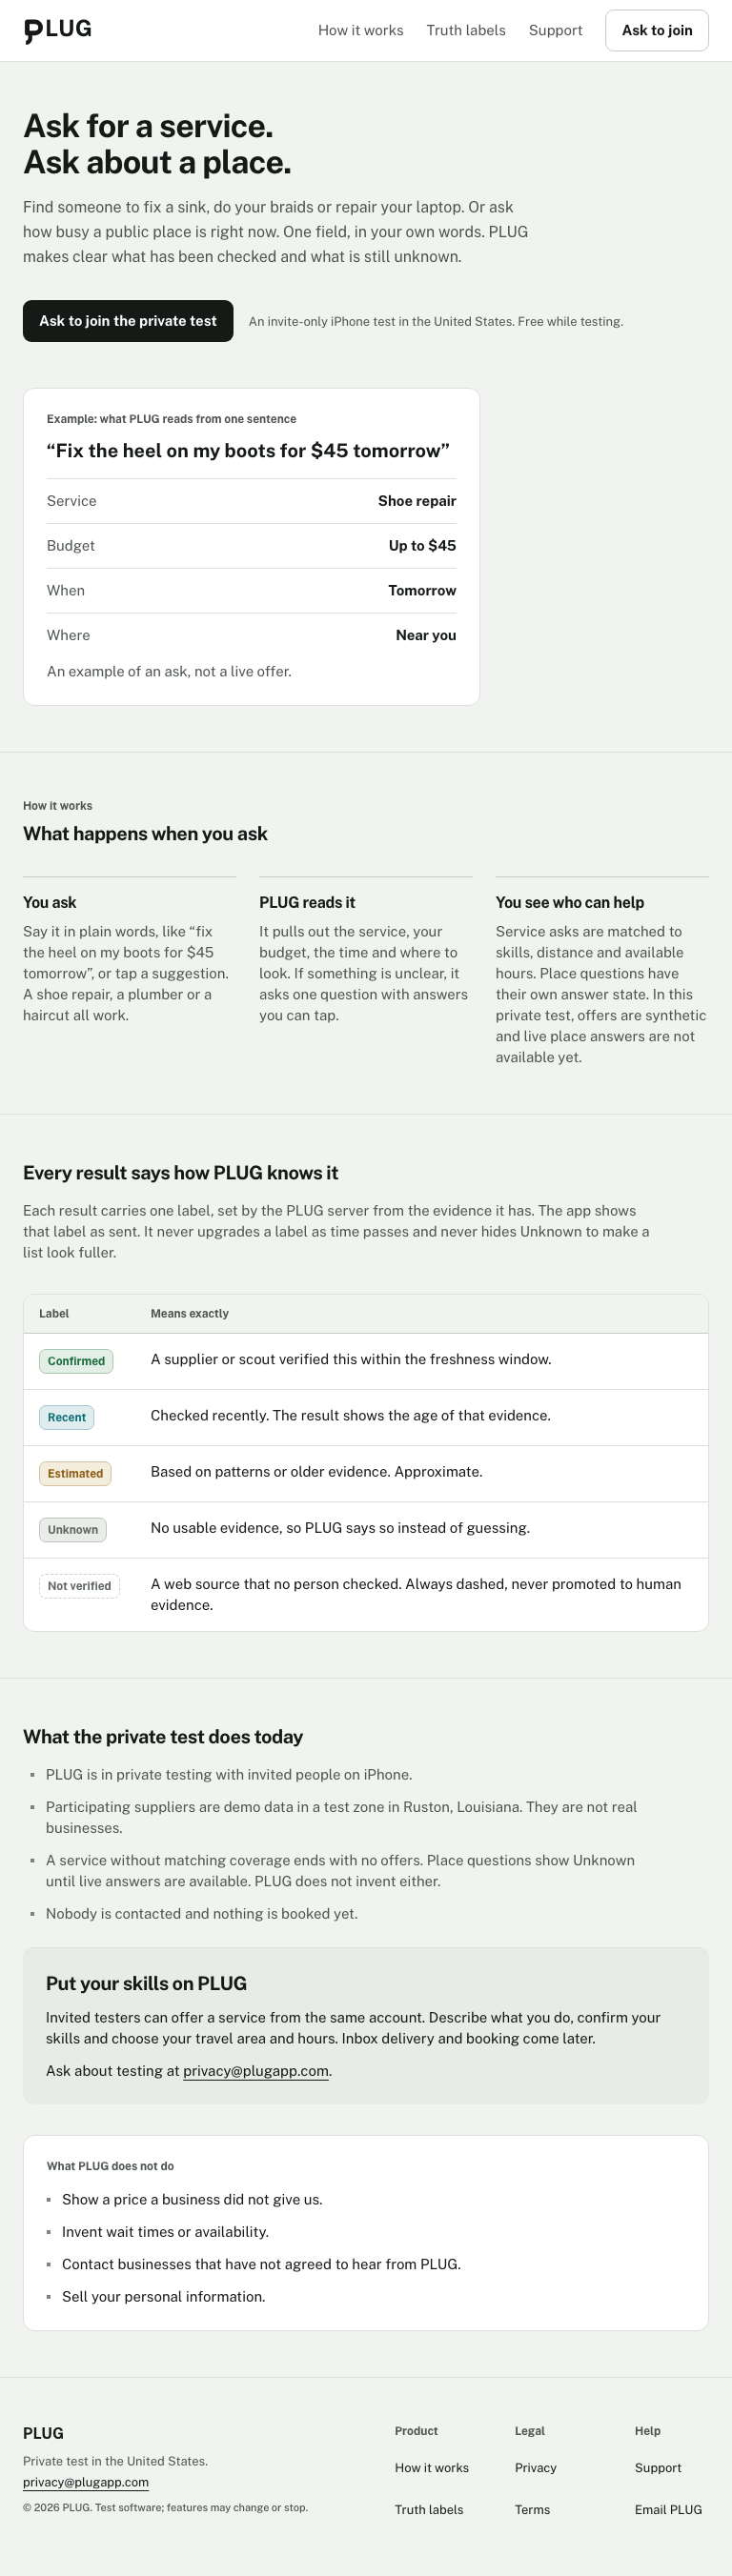 PLUG
How it works
Truth labels
Support
Ask to join
Ask for a service.
Ask about a place.
Find someone to fix a sink, do your braids or repair your laptop. Or ask
how busy a public place is right now. One field, in your own words. PLUG
makes clear what has been checked and what is still unknown.
Ask to join the private test
An invite-only iPhone test in the United States. Free while testing.
Example: what PLUG reads from one sentence
“Fix the heel on my boots for $45 tomorrow”
Service Shoe repair
Budget Up to $45
When Tomorrow
Where Near you
An example of an ask, not a live offer.
How it works
What happens when you ask
You ask
Say it in plain words, like “fix
the heel on my boots for $45
tomorrow”, or tap a suggestion.
A shoe repair, a plumber or a
haircut all work.
PLUG reads it
It pulls out the service, your
budget, the time and where to
look. If something is unclear, it
asks one question with answers
you can tap.
You see who can help
Service asks are matched to
skills, distance and available
hours. Place questions have
their own answer state. In this
private test, offers are synthetic
and live place answers are not
available yet.
Every result says how PLUG knows it
Each result carries one label, set by the PLUG server from the evidence it has. The app shows
that label as sent. It never upgrades a label as time passes and never hides Unknown to make a
list look fuller.
Label Means exactly
Confirmed A supplier or scout verified this within the freshness window.
Recent Checked recently. The result shows the age of that evidence.
Estimated Based on patterns or older evidence. Approximate.
Unknown No usable evidence, so PLUG says so instead of guessing.
Not verified A web source that no person checked. Always dashed, never promoted to human
evidence.
What the private test does today
PLUG is in private testing with invited people on iPhone.
Participating suppliers are demo data in a test zone in Ruston, Louisiana. They are not real
businesses.
A service without matching coverage ends with no offers. Place questions show Unknown
until live answers are available. PLUG does not invent either.
Nobody is contacted and nothing is booked yet.
Put your skills on PLUG
Invited testers can offer a service from the same account. Describe what you do, confirm your
skills and choose your travel area and hours. Inbox delivery and booking come later.
Ask about testing at privacy@plugapp.com.
What PLUG does not do
Show a price a business did not give us.
Invent wait times or availability.
Contact businesses that have not agreed to hear from PLUG.
Sell your personal information.
PLUG
Private test in the United States.
privacy@plugapp.com
© 2026 PLUG. Test software; features may change or stop.
Product
How it works
Truth labels
Legal
Privacy
Terms
Help
Support
Email PLUG